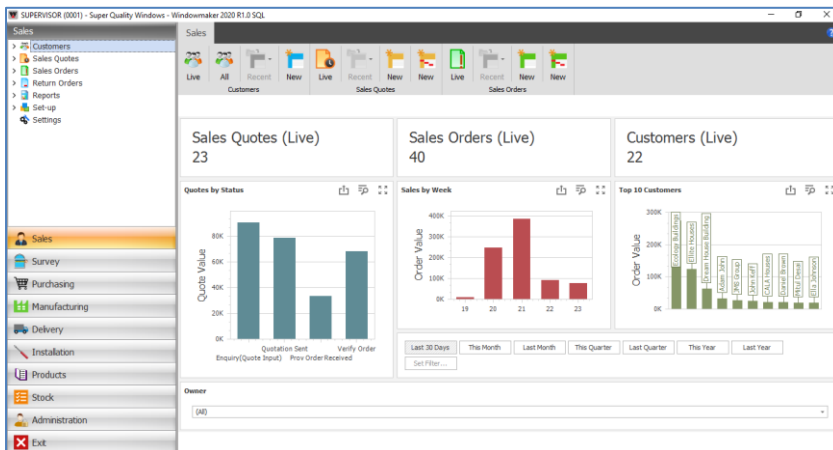 SUPERVISOR (0001) - Super Quality Windows - Windowmaker 2020 R1.0 SQL
Sales
Customers
Sales Quotes
Sales Orders
Return Orders
Reports
Set-up
Settings
Sales
Survey
Purchasing
Manufacturing
Delivery
Installation
Products
Stock
Administration
Exit
Sales
Live All Recent New Live Recent New New Live Recent New New
Customers Sales Quotes Sales Orders
Sales Quotes (Live)
23
Sales Orders (Live)
40
Customers (Live)
22
Quotes by Status
Quote Value
80K
60K
40K
20K
0K
Quotation Sent Verify Order
Enquiry(Quote Input) Prov Order Received
Sales by Week
Order Value
400K
300K
200K
100K
0K
19 20 21 22 23
Top 10 Customers
Order Value
300K
200K
100K
0K
Ecologr Buildings
Elite Houses
Dream House Building
Adam John
JMS Group
John Keff
CALA Houses
Daniel Brown
Mitul Desai
Ella Johnson
Last 30 Days This Month Last Month This Quarter Last Quarter This Year Last Year
Set Filter...
Owner
(All)